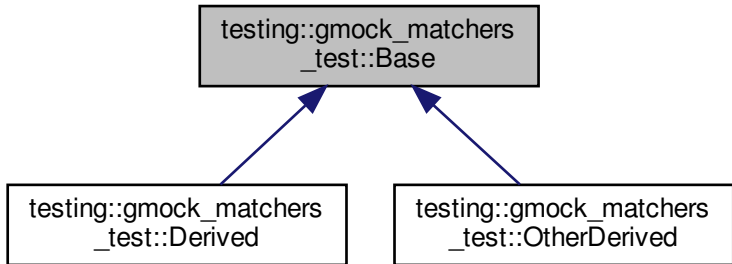 testing::gmock_matchers
_test::Base
testing::gmock_matchers
_test::Derived
testing::gmock_matchers
_test::OtherDerived